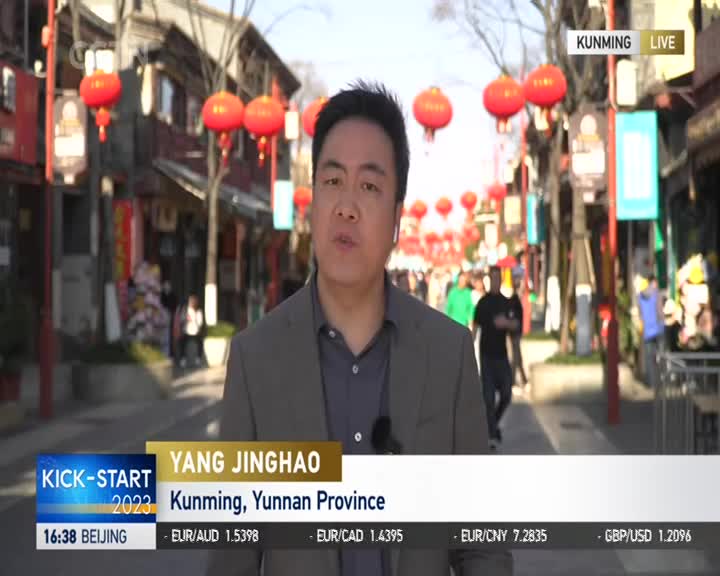 CGTN
KUNMING LIVE
YANG JINGHAO
KICK-START
2023
Kunming, Yunnan Province
16:38 BEIJING
- EUR/AUD 1.5398 - EUR/CAD 1.4395 - EUR/CNY 7.2835 - GBP/USD 1.2096